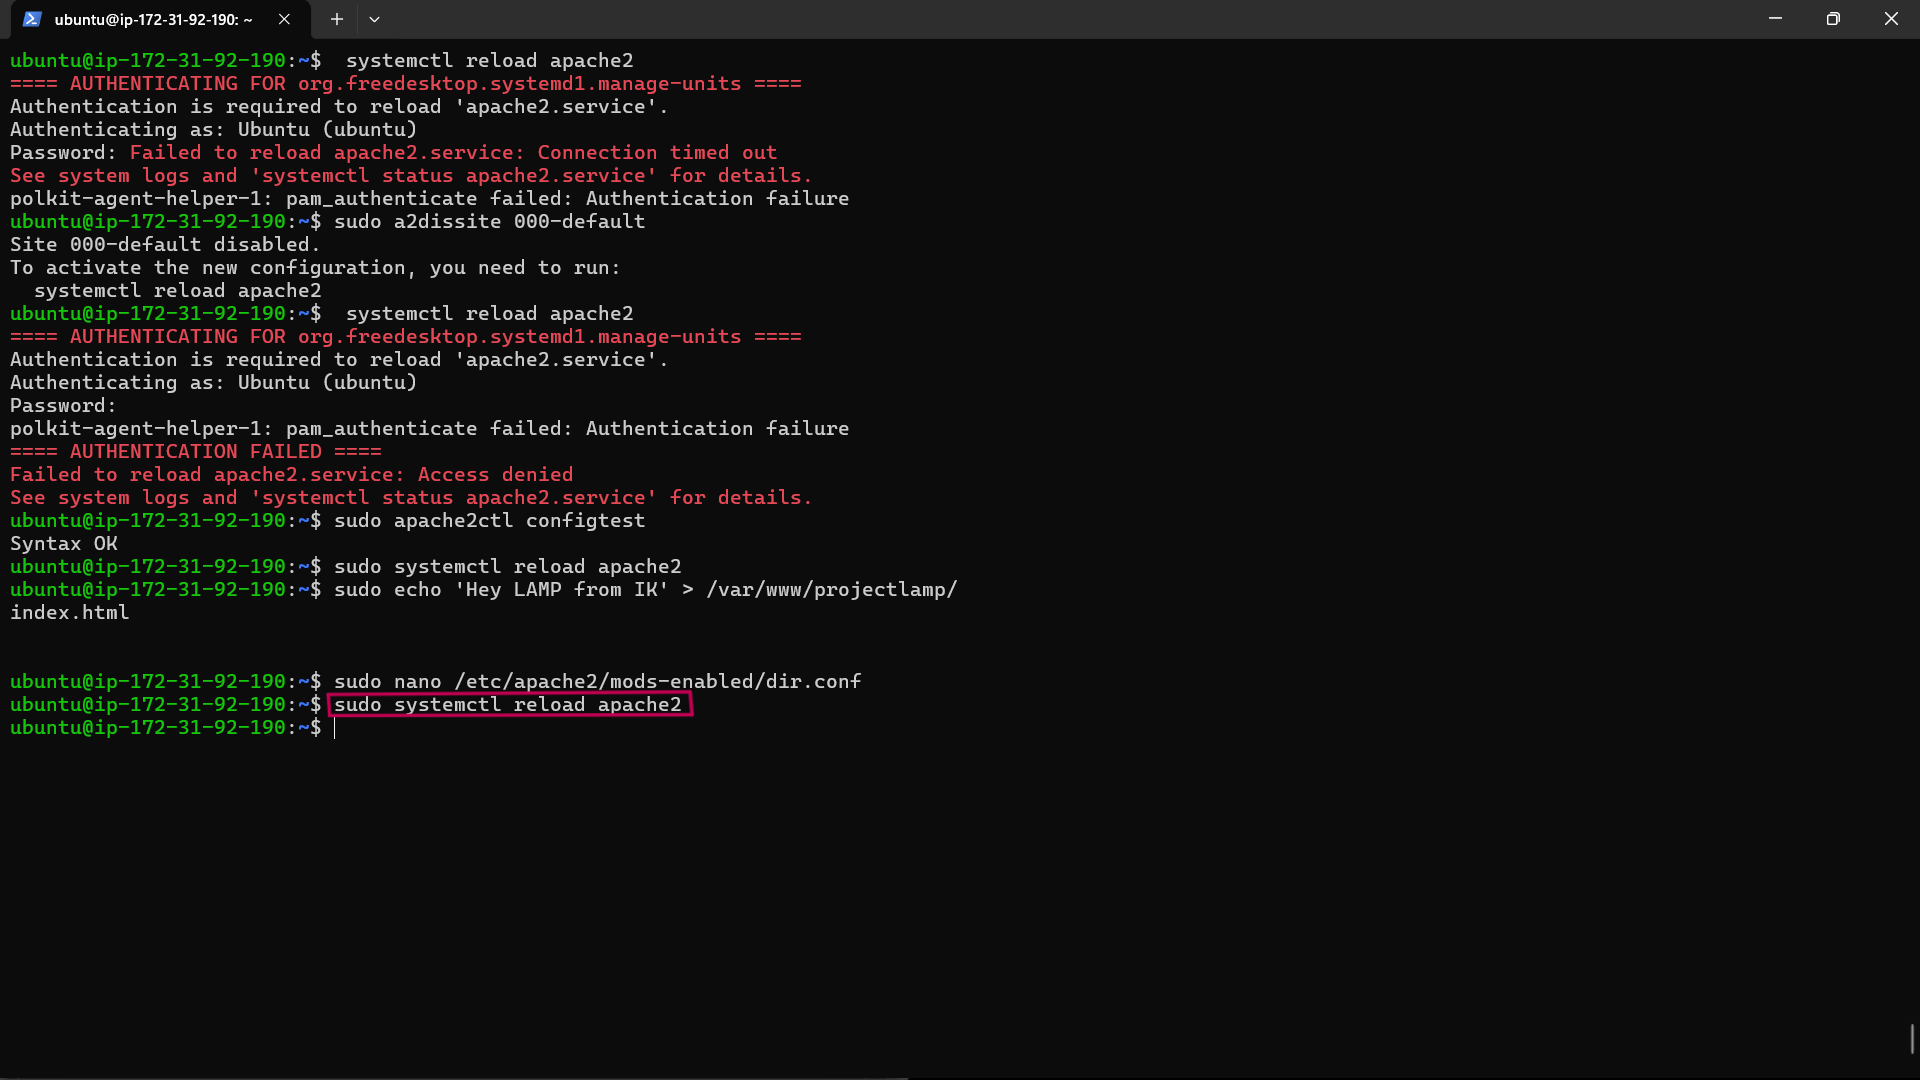 ubuntu@ip-172-31-92-190: ~
ubuntu@ip-172-31-92-190:~$  systemctl reload apache2
==== AUTHENTICATING FOR org.freedesktop.systemd1.manage-units ====
Authentication is required to reload 'apache2.service'.
Authenticating as: Ubuntu (ubuntu)
Password: Failed to reload apache2.service: Connection timed out
See system logs and 'systemctl status apache2.service' for details.
polkit-agent-helper-1: pam_authenticate failed: Authentication failure
ubuntu@ip-172-31-92-190:~$ sudo a2dissite 000-default
Site 000-default disabled.
To activate the new configuration, you need to run:
  systemctl reload apache2
ubuntu@ip-172-31-92-190:~$  systemctl reload apache2
==== AUTHENTICATING FOR org.freedesktop.systemd1.manage-units ====
Authentication is required to reload 'apache2.service'.
Authenticating as: Ubuntu (ubuntu)
Password:
polkit-agent-helper-1: pam_authenticate failed: Authentication failure
==== AUTHENTICATION FAILED ====
Failed to reload apache2.service: Access denied
See system logs and 'systemctl status apache2.service' for details.
ubuntu@ip-172-31-92-190:~$ sudo apache2ctl configtest
Syntax OK
ubuntu@ip-172-31-92-190:~$ sudo systemctl reload apache2
ubuntu@ip-172-31-92-190:~$ sudo echo 'Hey LAMP from IK' > /var/www/projectlamp/
index.html
ubuntu@ip-172-31-92-190:~$ sudo nano /etc/apache2/mods-enabled/dir.conf
ubuntu@ip-172-31-92-190:~$ sudo systemctl reload apache2
ubuntu@ip-172-31-92-190:~$